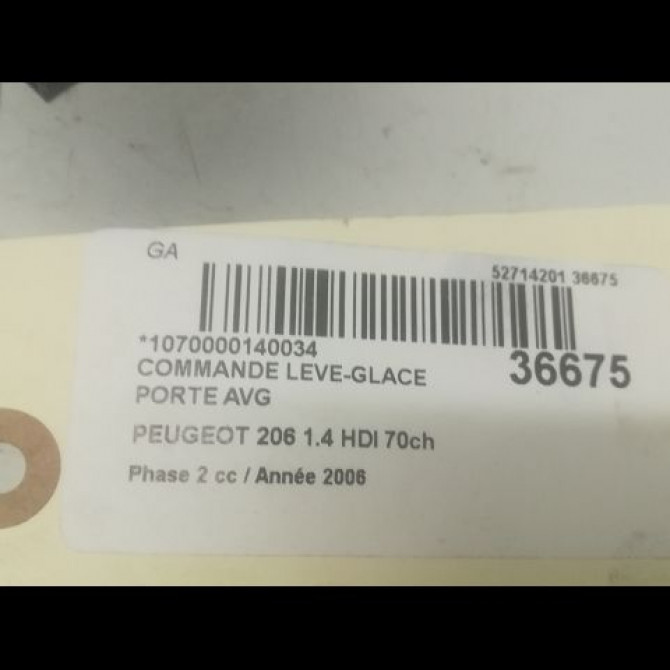 GA
52714201 36675
*1070000140034
36675
COMMANDE LEVE-GLACE
PORTE AVG
PEUGEOT 206 1.4 HDI 70ch
Phase 2 cc / Année 2006